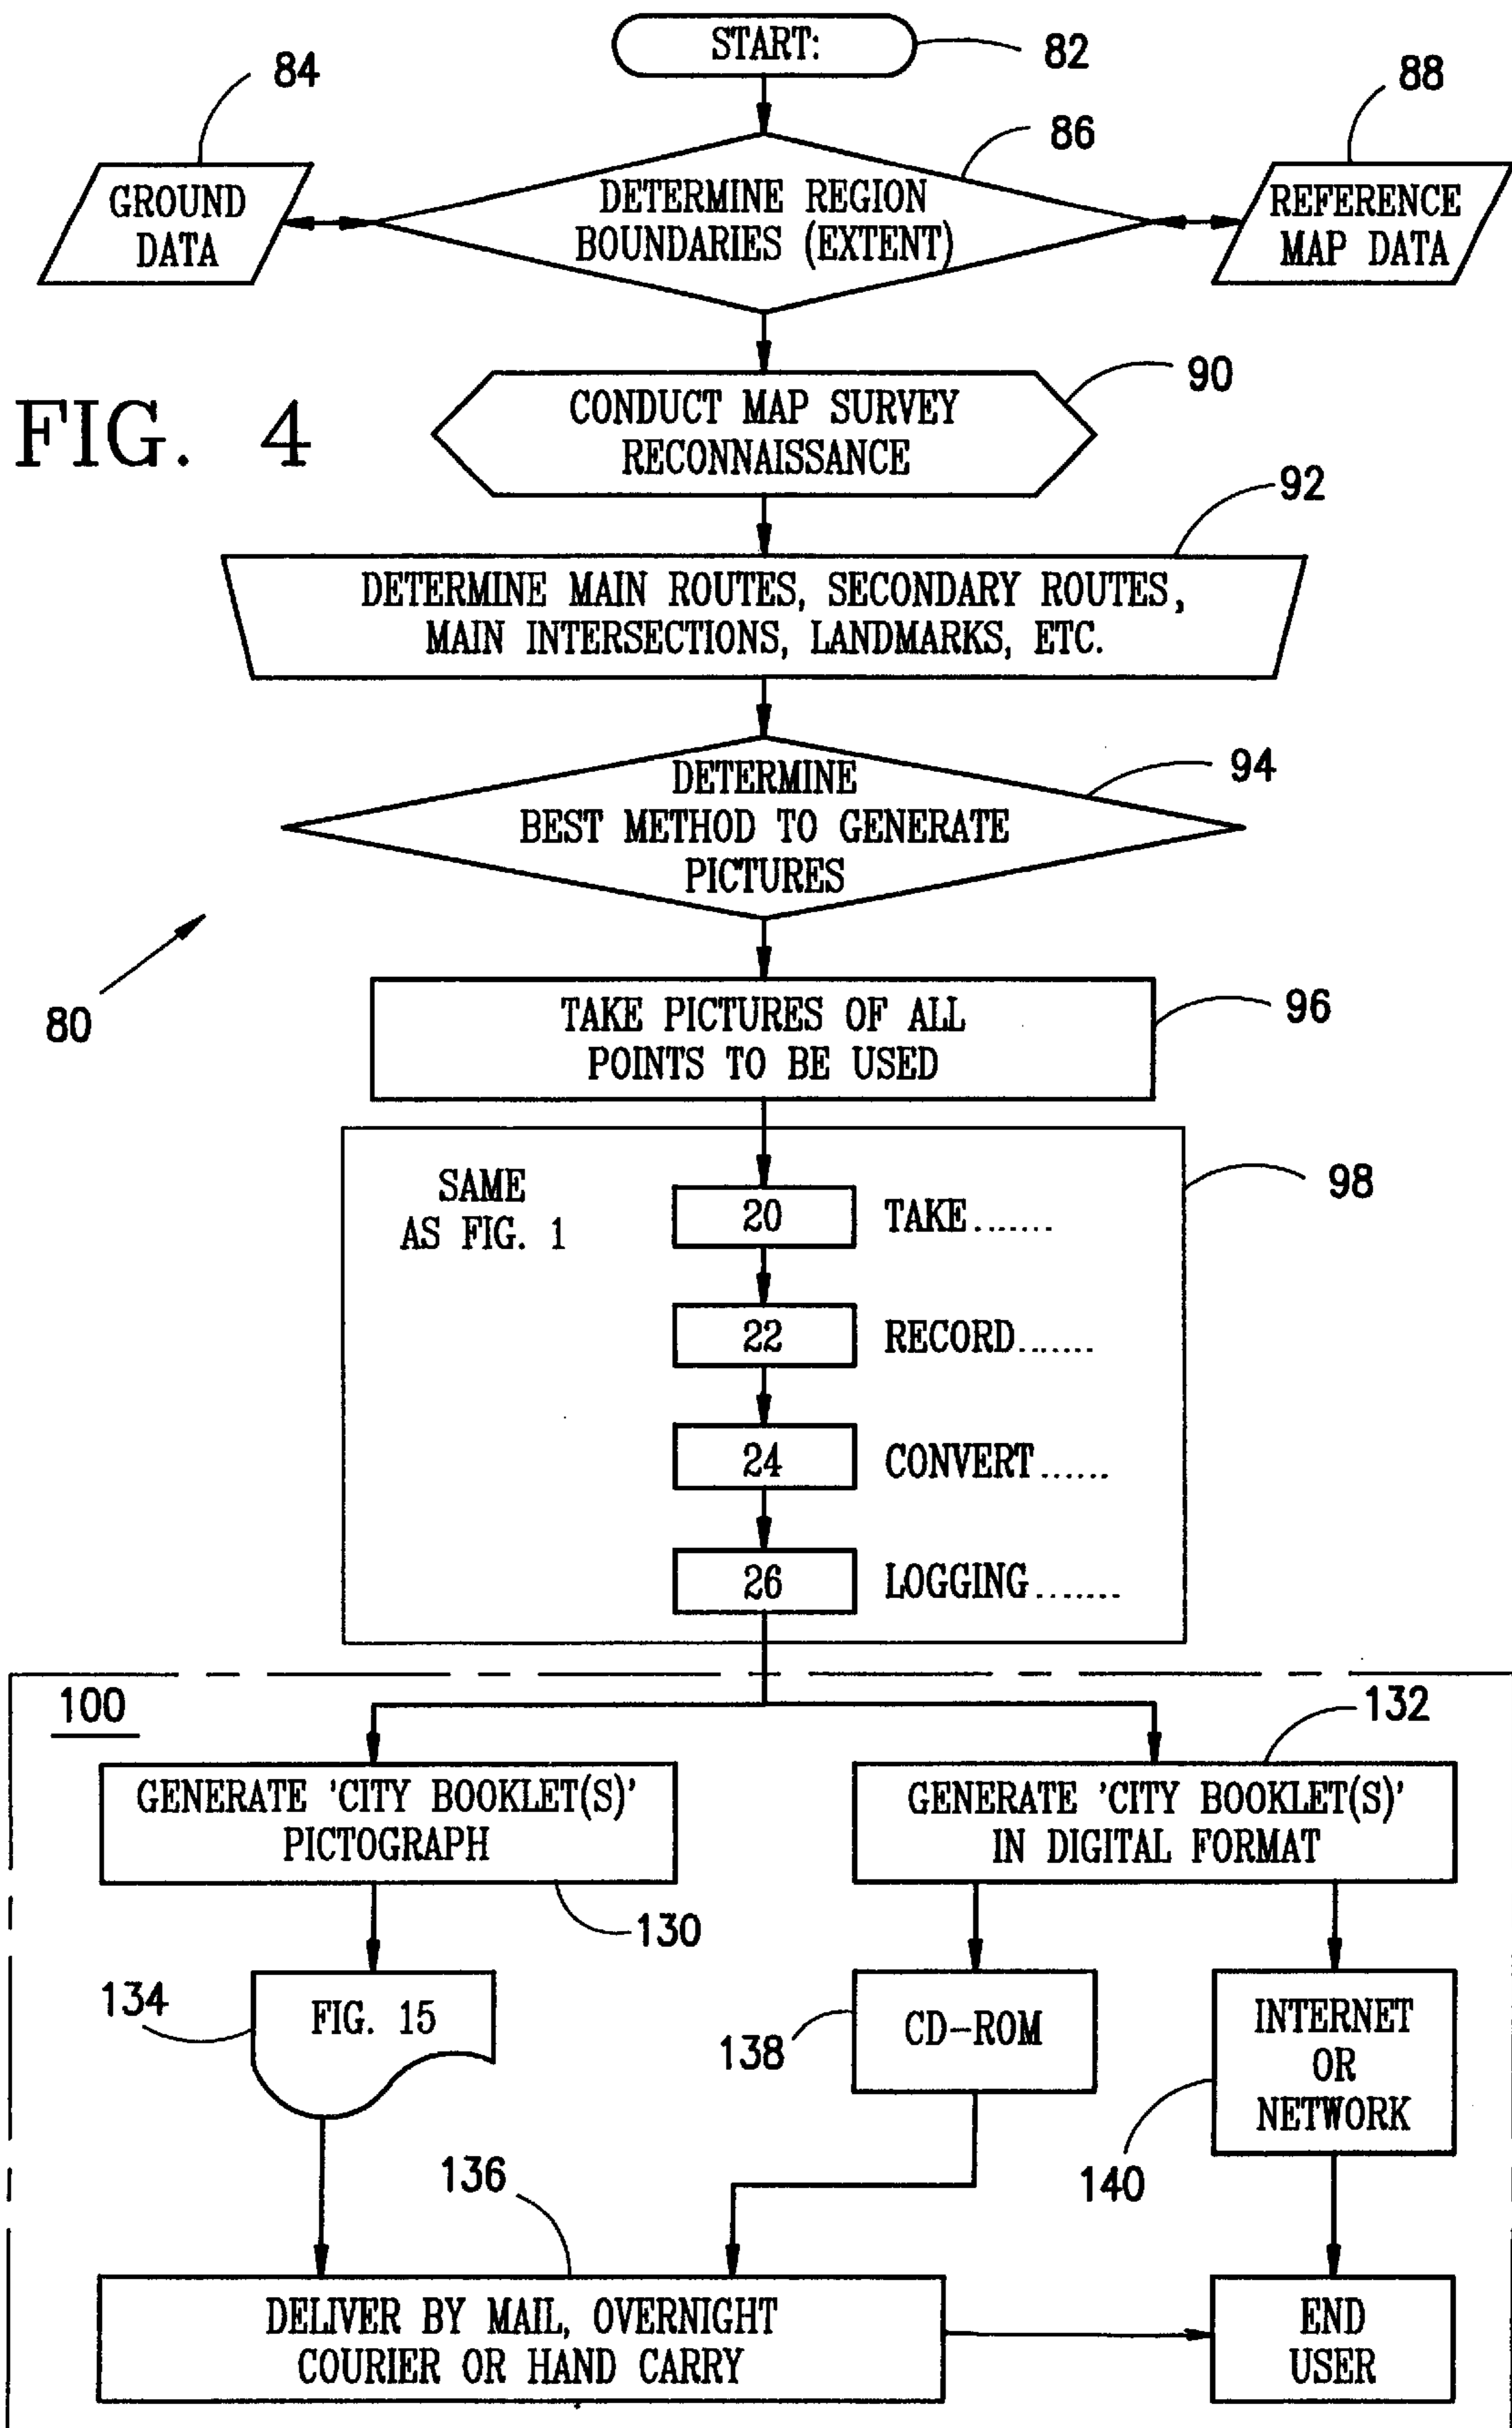 START:
82
84
88
86
GROUND
DATA
DETERMINE REGION
BOUNDARIES (EXTENT)
REFERENCE
MAP DATA
FIG. 4
CONDUCT MAP SURVEY
RECONNAISSANCE
90
92
DETERMINE MAIN ROUTES, SECONDARY ROUTES,
MAIN INTERSECTIONS, LANDMARKS, ETC.
94
DETERMINE
BEST METHOD TO GENERATE
PICTURES
80
TAKE PICTURES OF ALL
POINTS TO BE USED
96
98
SAME
AS FIG. 1
20 TAKE.......
22 RECORD.......
24 CONVERT......
26 LOGGING.......
100
132
GENERATE 'CITY BOOKLET(S)'
PICTOGRAPH
GENERATE 'CITY BOOKLET(S)'
IN DIGITAL FORMAT
130
134
FIG. 15
138
CD-ROM
INTERNET
OR
NETWORK
140
136
DELIVER BY MAIL, OVERNIGHT
COURIER OR HAND CARRY
END
USER